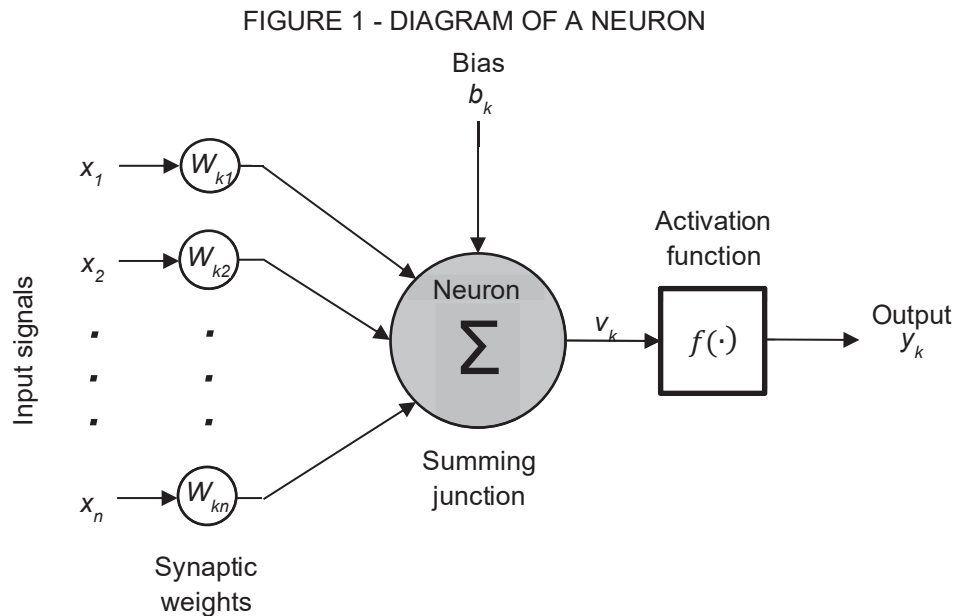 FIGURE 1 - DIAGRAM OF A NEURON
Bias
b_k
x_1
W_k1
x_2
W_k2
Input signals
x_n
W_kn
Synaptic
weights
Neuron
Σ
Summing
junction
v_k
Activation
function
f(·)
Output
y_k